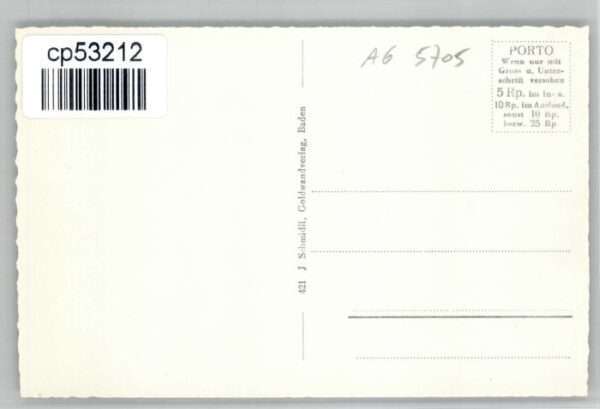 cp53212
AG 5705
PORTO
Wenn nur mit
Gruss u. Unter-
schrift versehen
5 Rp. im In- u.
10 Rp. im Ausland,
sonst 10 Rp.
bezw. 25 Rp
421 J Schmidli, Goldwandverlag, Baden